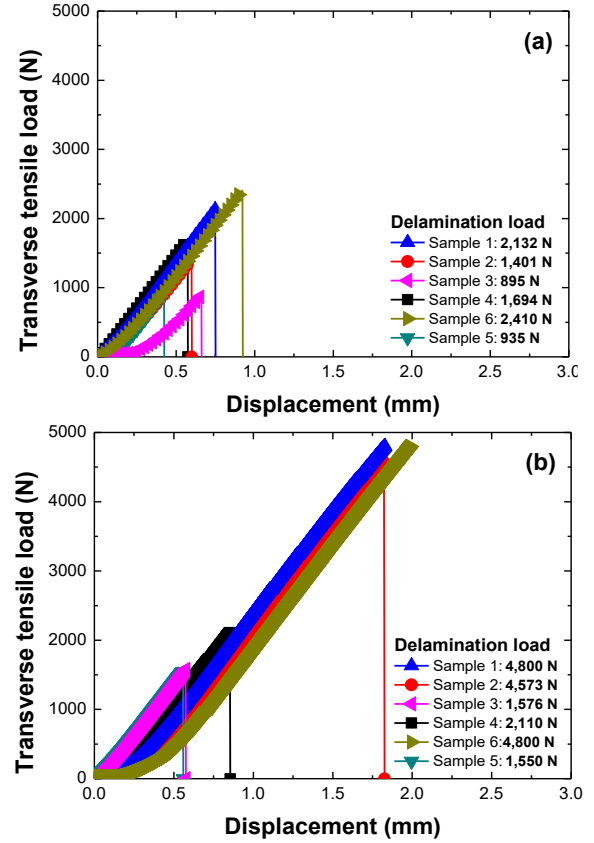 (a)
Transverse tensile load (N)
5000
4000
3000
2000
1000
0
Delamination load
Sample 1: 2,132 N
Sample 2: 1,401 N
Sample 3: 895 N
Sample 4: 1,694 N
Sample 6: 2,410 N
Sample 5: 935 N
0.0 0.5 1.0 1.5 2.0 2.5 3.0
Displacement (mm)
(b)
Transverse tensile load (N)
5000
4000
3000
2000
1000
0
Delamination load
Sample 1: 4,800 N
Sample 2: 4,573 N
Sample 3: 1,576 N
Sample 4: 2,110 N
Sample 6: 4,800 N
Sample 5: 1,550 N
0.0 0.5 1.0 1.5 2.0 2.5 3.0
Displacement (mm)